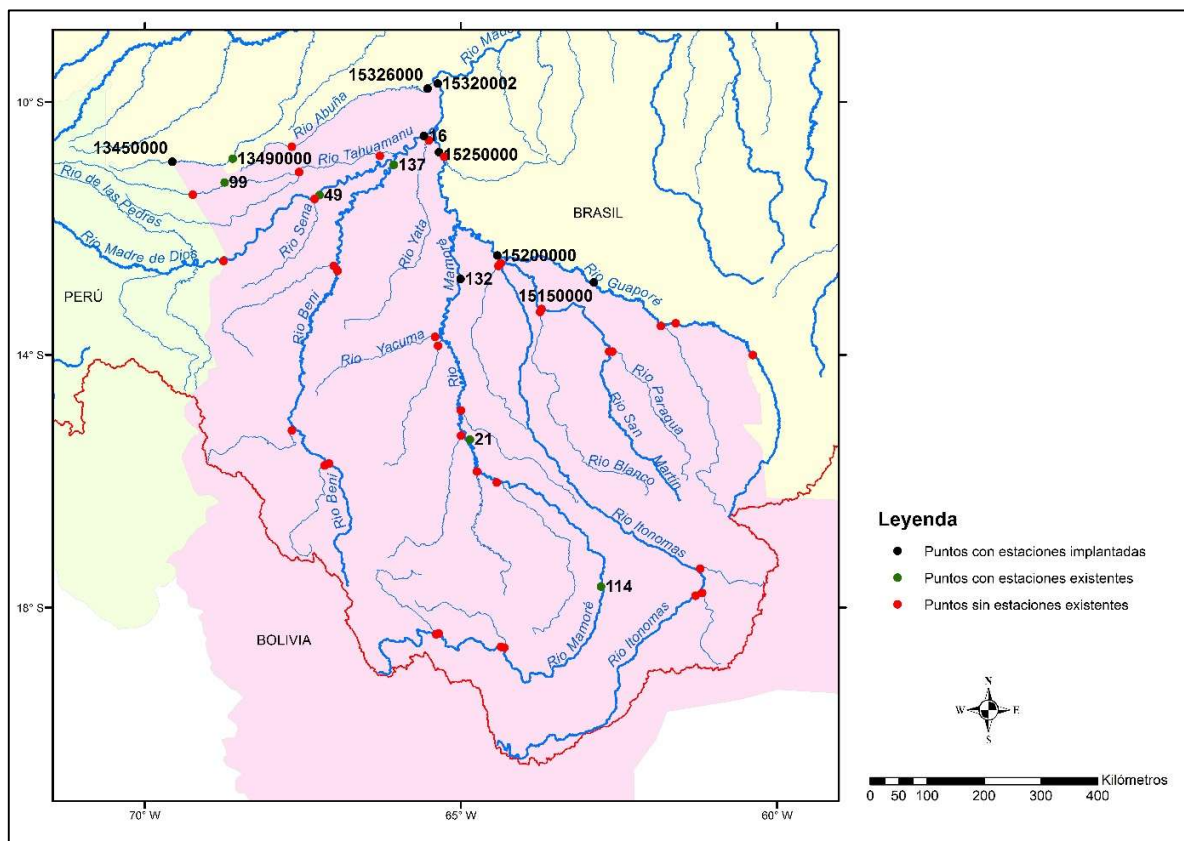 Rio Made
15326000
15320002
10° S
Rio Abuña
16
Rio Tahuamanu
13450000
13490000
15250000
137
99
Rio de las Pedras
49
Rio Sena
BRASIL
Rio Madre de Dios
Rio Yata
Mamoré
15200000
Rio Guaporé
132
PERÚ
15150000
Rio Beni
14° S
Rio Yacuma
Rio
Rio Paragua
Rio San
Martín
21
Rio Blanco
Rio Beni
Rio Itonomas
114
18° S
BOLIVIA
Rio Mamoré
Rio Itonomas
Leyenda
Puntos con estaciones implantadas
Puntos con estaciones existentes
Puntos sin estaciones existentes
N
W E
S
Kilómetros
0 50 100 200 300 400
70° W 65° W 60° W